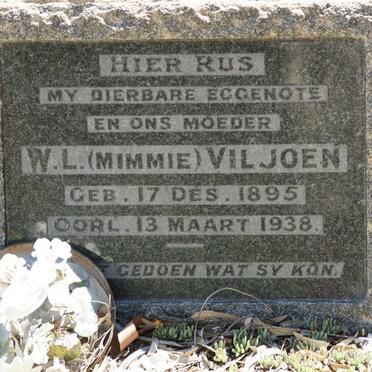 HIER RUS
MY DIERBARE EGGENOTE
EN ONS MOEDER
W.L. (MIMMIE) VILJOEN
GEB. 17 DES. 1895
OORL. 13 MAART 1938.
GEDOEN WAT SY KON.